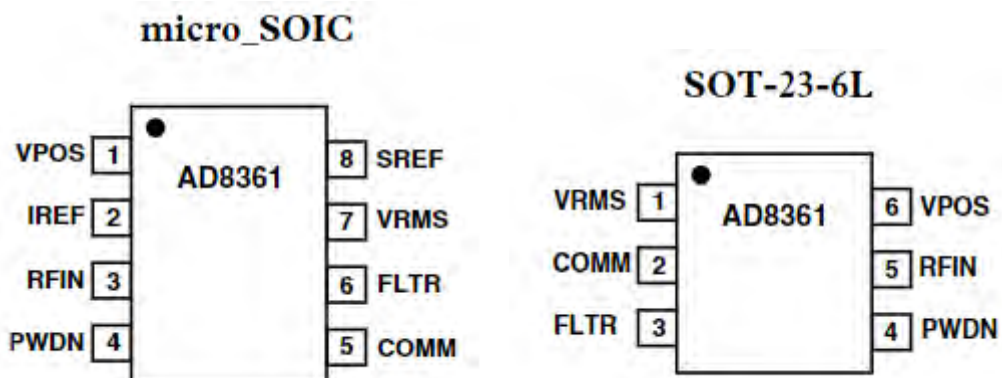 micro_SOIC
VPOS 1 8 SREF
AD8361
IREF 2 7 VRMS
RFIN 3 6 FLTR
PWDN 4 5 COMM
SOT-23-6L
VRMS 1 6 VPOS
AD8361
COMM 2 5 RFIN
FLTR 3 4 PWDN